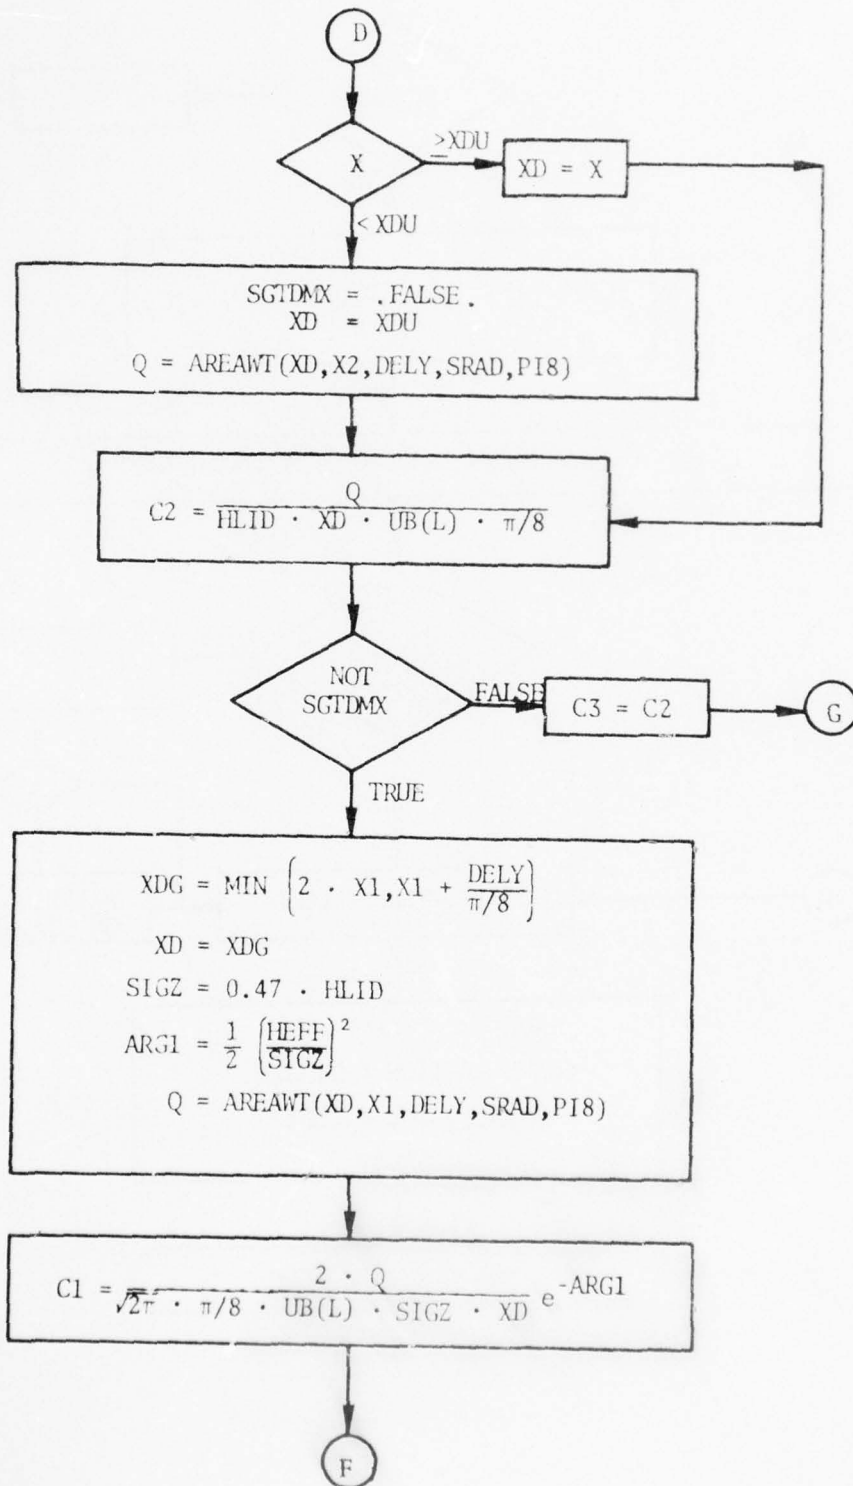 D
X
≥XDU
XD = X
< XDU
SGTDMX = .FALSE.
XD = XDU
Q = AREAWT(XD,X2,DELY,SRAD,PI8)
C2 = Q / HLID · XD · UB(L) · π/8
NOT
SGTDMX
FALSE
C3 = C2
G
TRUE
XDG = MIN (2 · X1,X1 + DELY / π/8)
XD = XDG
SIGZ = 0.47 · HLID
ARG1 = 1/2 (HEFF/SIGZ)²
Q = AREAWT(XD,X1,DELY,SRAD,PI8)
C1 = 2 · Q / √2π · π/8 · UB(L) · SIGZ · XD e^-ARG1
F